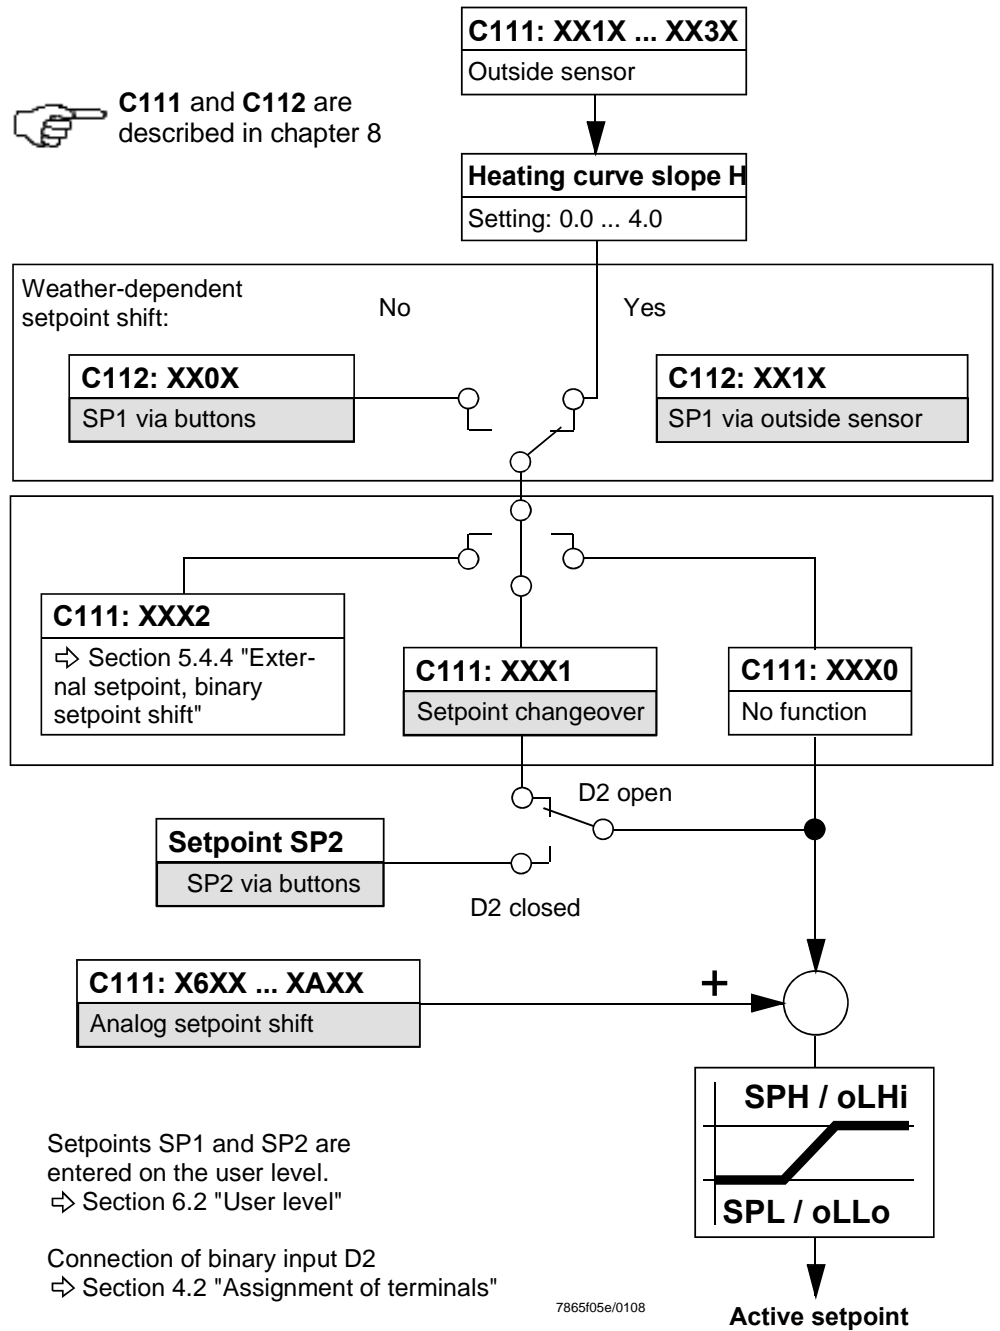 C111: XX1X ... XX3X
Outside sensor
C111 and C112 are
described in chapter 8
Heating curve slope H
Setting: 0.0 ... 4.0
Weather-dependent
setpoint shift:
No
Yes
C112: XX0X
SP1 via buttons
C112: XX1X
SP1 via outside sensor
C111: XXX2
⇨ Section 5.4.4 "Exter-
nal setpoint, binary
setpoint shift"
C111: XXX1
Setpoint changeover
C111: XXX0
No function
D2 open
Setpoint SP2
SP2 via buttons
D2 closed
C111: X6XX ... XAXX
Analog setpoint shift
+
SPH / oLHi
SPL / oLLo
Setpoints SP1 and SP2 are
entered on the user level.
⇨ Section 6.2 "User level"
Connection of binary input D2
⇨ Section 4.2 "Assignment of terminals"
7865f05e/0108
Active setpoint